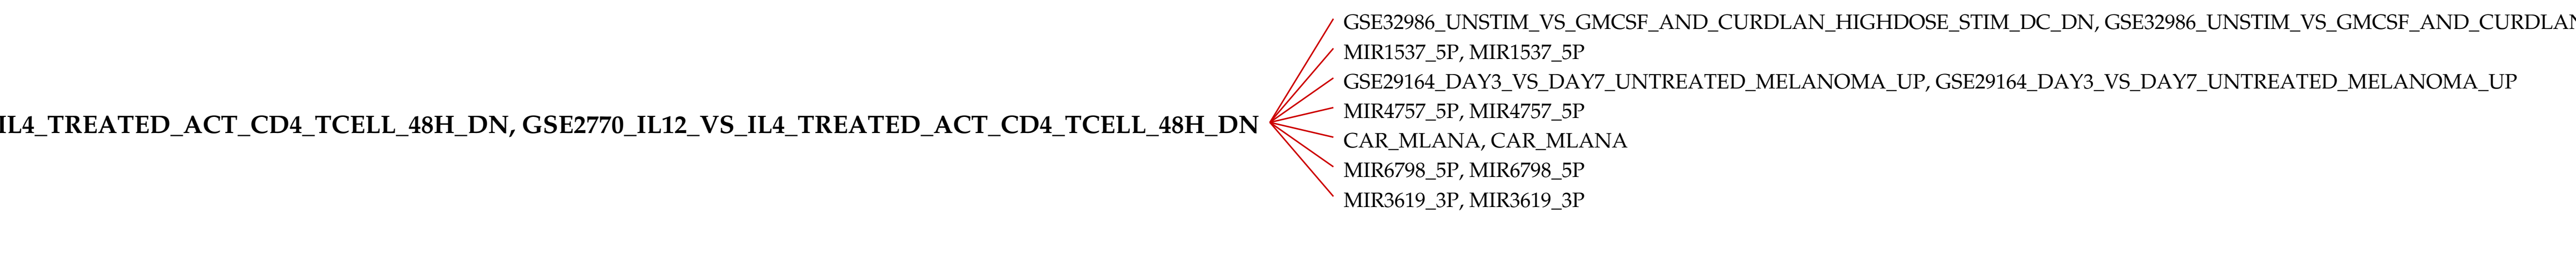 GSE32986_UNSTIM_VS_GMCSF_AND_CURDLAN_HIGHDOSE_STIM_DC_DN, GSE32986_UNSTIM_VS_GMCSF_AND_CURDLAN
MIR1537_5P, MIR1537_5P
GSE29164_DAY3_VS_DAY7_UNTREATED_MELANOMA_UP, GSE29164_DAY3_VS_DAY7_UNTREATED_MELANOMA_UP
MIR4757_5P, MIR4757_5P
IL4_TREATED_ACT_CD4_TCELL_48H_DN, GSE2770_IL12_VS_IL4_TREATED_ACT_CD4_TCELL_48H_DN
CAR_MLANA, CAR_MLANA
MIR6798_5P, MIR6798_5P
MIR3619_3P, MIR3619_3P